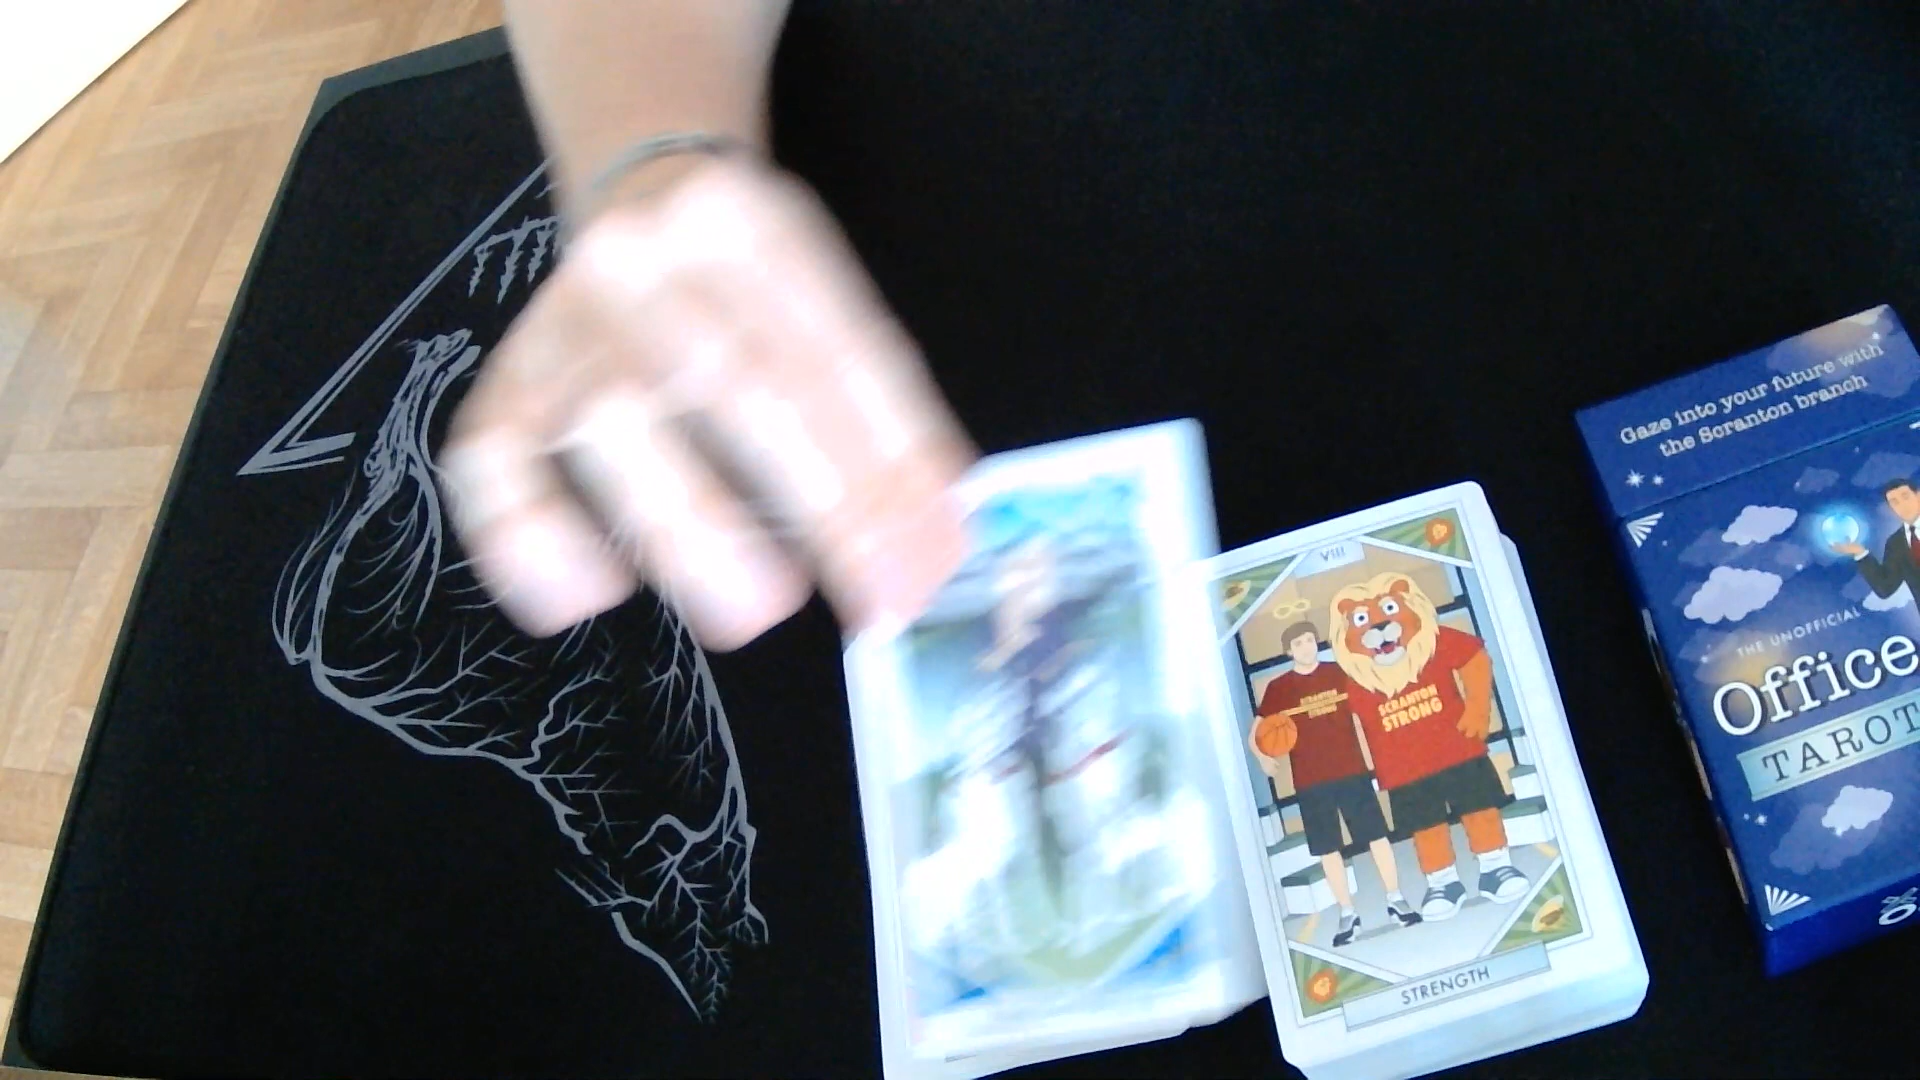 Gaze into your future with
the Scranton branch
THE UNOFFICIAL
Office
TAROT
VIII
SCRANTON
STRONG
SCRANTON
STRONG
STRENGTH